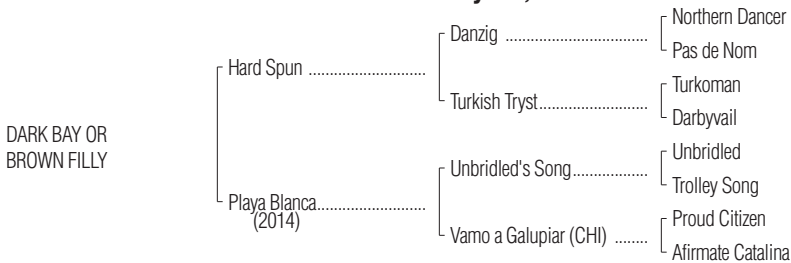 Northern Dancer
Danzig ................................
Pas de Nom
Hard Spun ...........................
Turkoman
Turkish Tryst.........................
Darbyvail
DARK BAY OR
BROWN FILLY
Unbridled
Unbridled's Song.................
Trolley Song
Playa Blanca.........................
(2014)
Proud Citizen
Vamo a Galupiar (CHI) ........
Afirmate Catalina